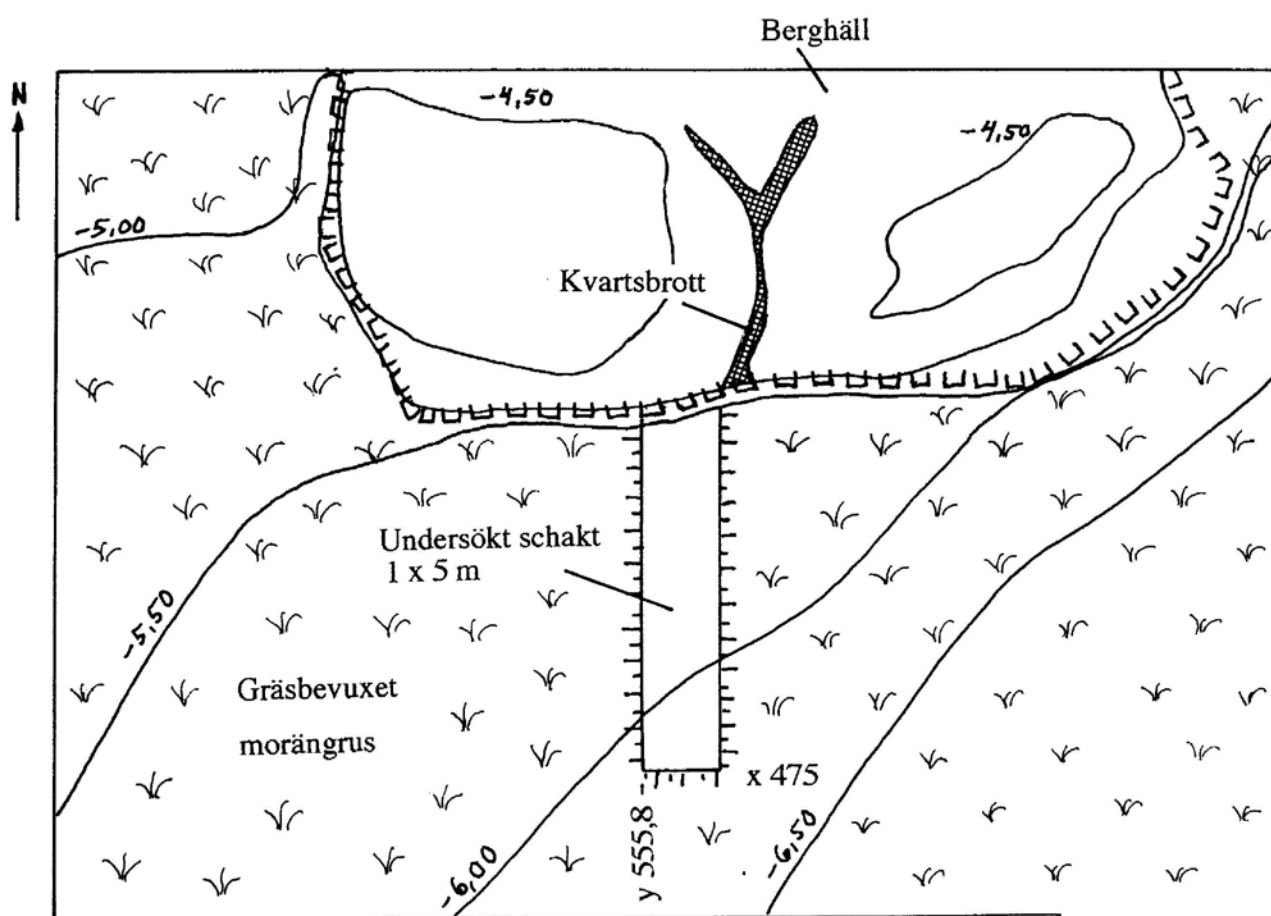 Berghäll
N
-4,50
-4,50
-5,00
Kvartsbrott
Undersökt schakt
1 x 5 m
-5,50
Gräsbevuxet
morängrus
x 475
y 555,8
-6,00
-6,50